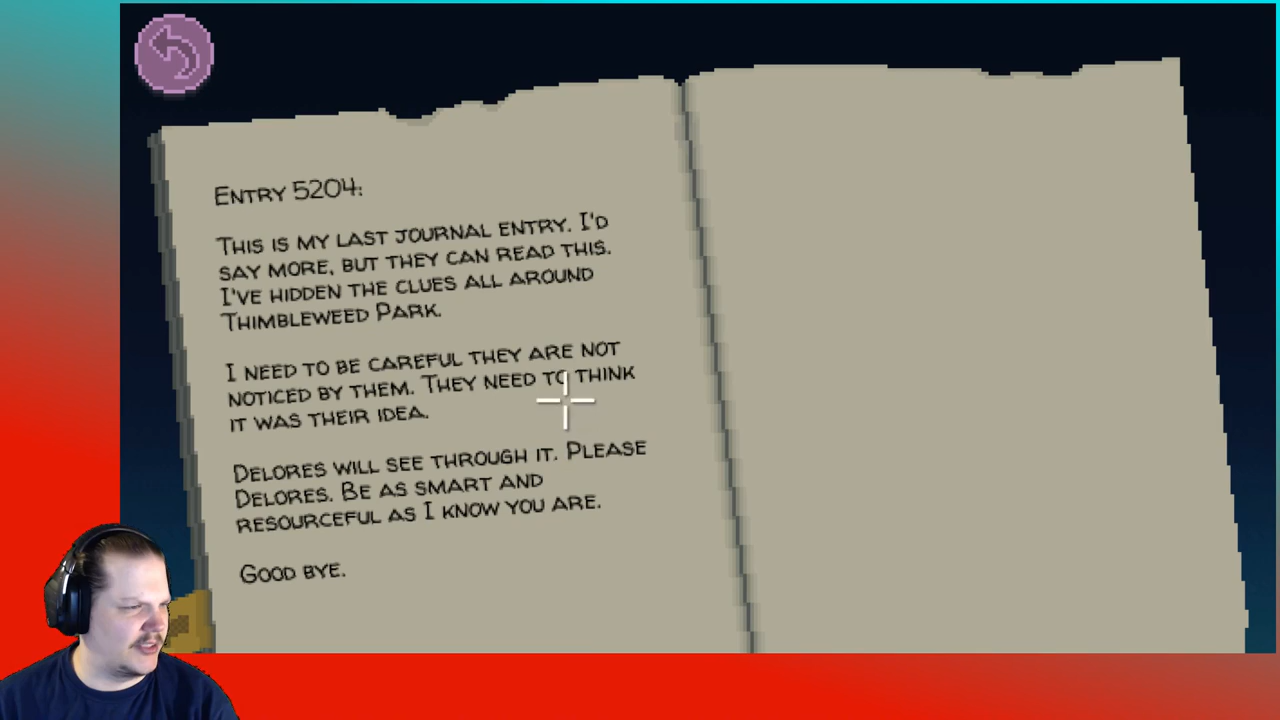 Entry 5204:
This is my last journal entry. I'd
say more, but they can read this.
I've hidden the clues all around
Thimbleweed Park.
I need to be careful they are not
noticed by them. They need to think
it was their idea.
Delores will see through it. Please
Delores. Be as smart and
resourceful as I know you are.
Good bye.